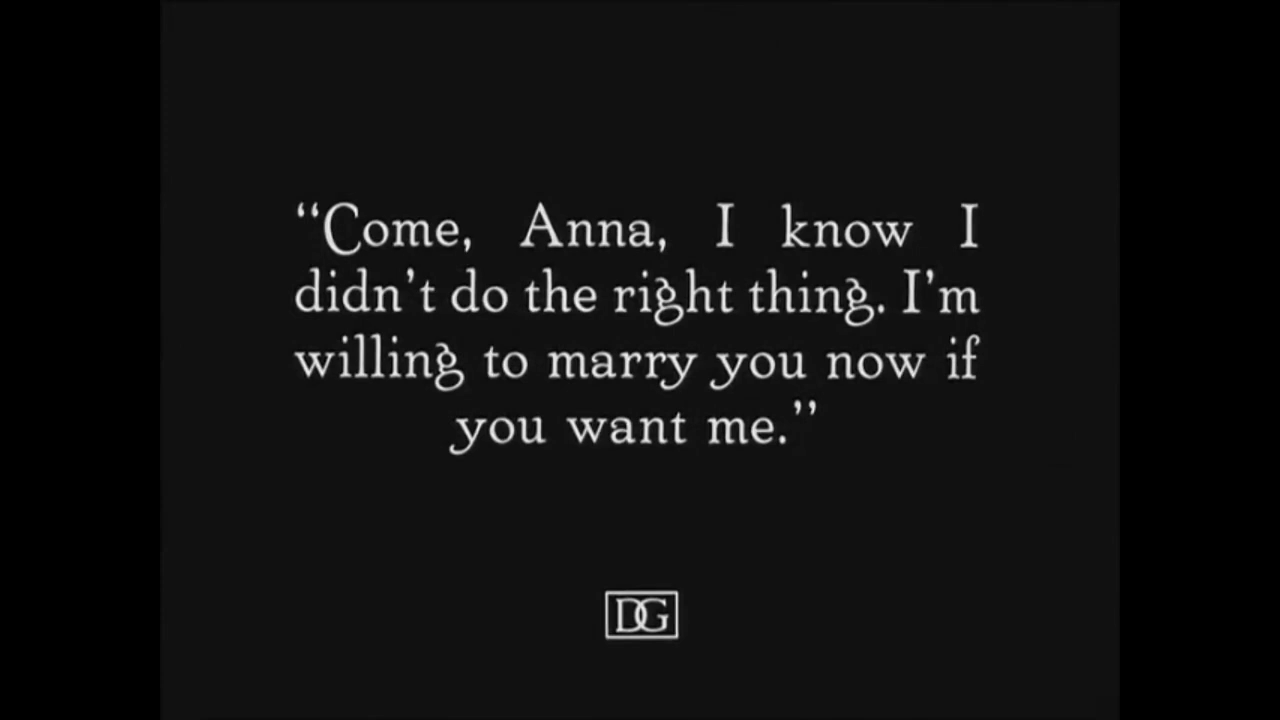 “Come, Anna, I know I
didn’t do the right thing. I’m
willing to marry you now if
you want me.”
DG